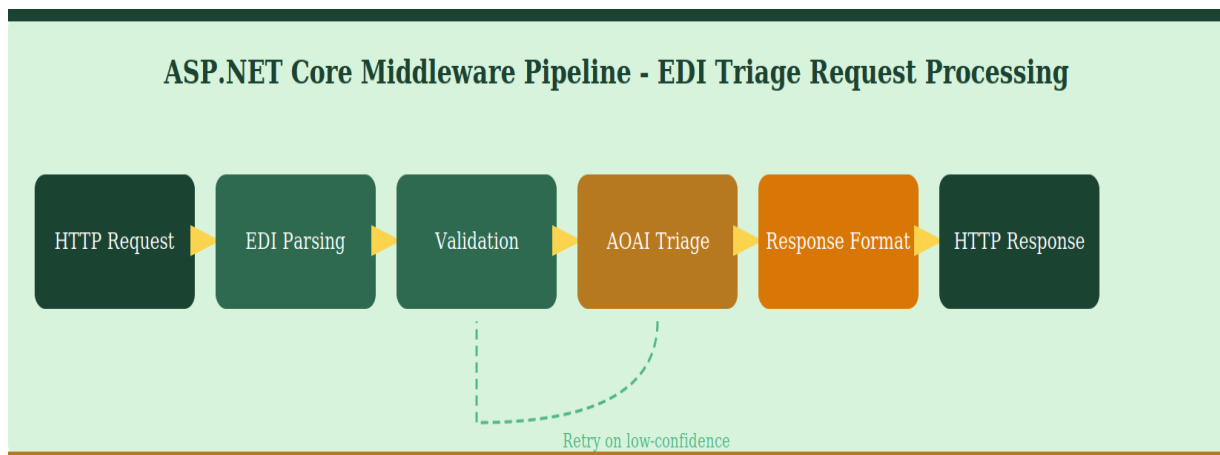 ASP.NET Core Middleware Pipeline - EDI Triage Request Processing
HTTP Request
EDI Parsing
Validation
AOAI Triage
Response Format
HTTP Response
Retry on low-confidence